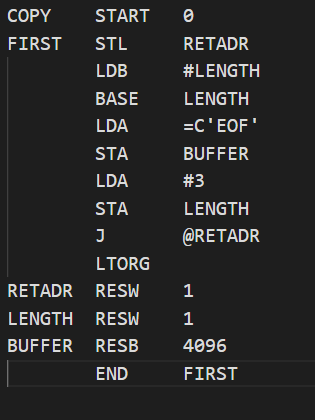 COPY    START   0
FIRST   STL     RETADR
        LDB     #LENGTH
        BASE    LENGTH
        LDA     =C'EOF'
        STA     BUFFER
        LDA     #3
        STA     LENGTH
        J       @RETADR
        LTORG
RETADR  RESW    1
LENGTH  RESW    1
BUFFER  RESB    4096
        END     FIRST